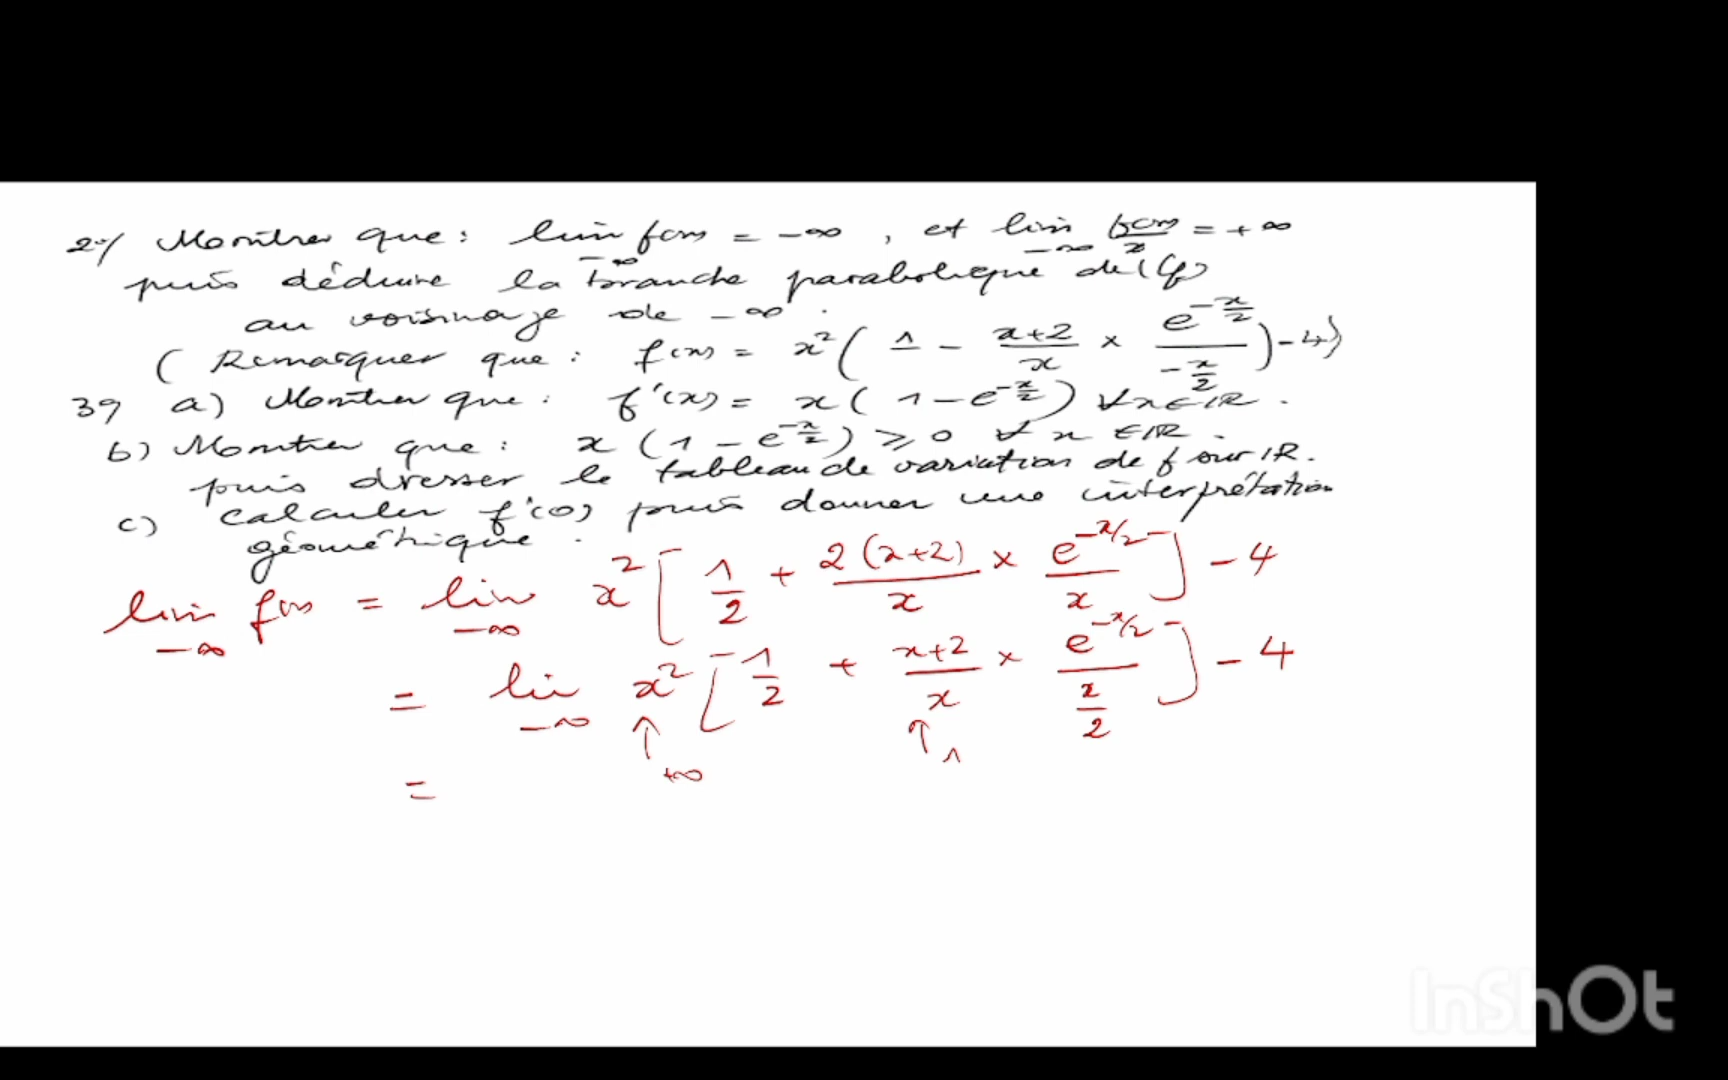 2°/ Montrer que : lim f(x) = -∞ , et lim f(x)/x = +∞
-∞ -∞
puis déduire la branche parabolique de (Cf)
au voisinage de -∞ .
( Remarquer que : f(x) = x² ( 1 - (x+2)/x × e^(-x/2)/(-x/2) ) - 4 )
3°) a) Montrer que : f'(x) = x ( 1 - e^(-x/2) ) ∀x∈IR .
b) Montrer que : x ( 1 - e^(-x/2) ) ≥ 0 ∀ x ∈ IR .
puis dresser le tableau de variation de f sur IR .
c) calculer f'(0) puis donner une interprétation
géométrique .
lim f(x) = lim x² [ 1/2 + 2(x+2)/x × e^(-x/2)/x ] - 4
-∞ -∞
= lim x² [ 1/2 + (x+2)/x × e^(-x/2)/(x/2) ] - 4
-∞ ↑ ↑
+∞ 1
=
InShOt